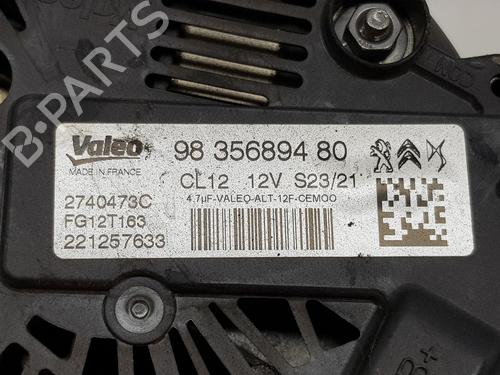 Valeo
MADE IN FRANCE
98 356894 80
CL12 12V S23/21
4.7µF-VALEO-ALT-12F-CEMOO
2740473C
FG12T163
221257633
COM
B+
B-PARTS